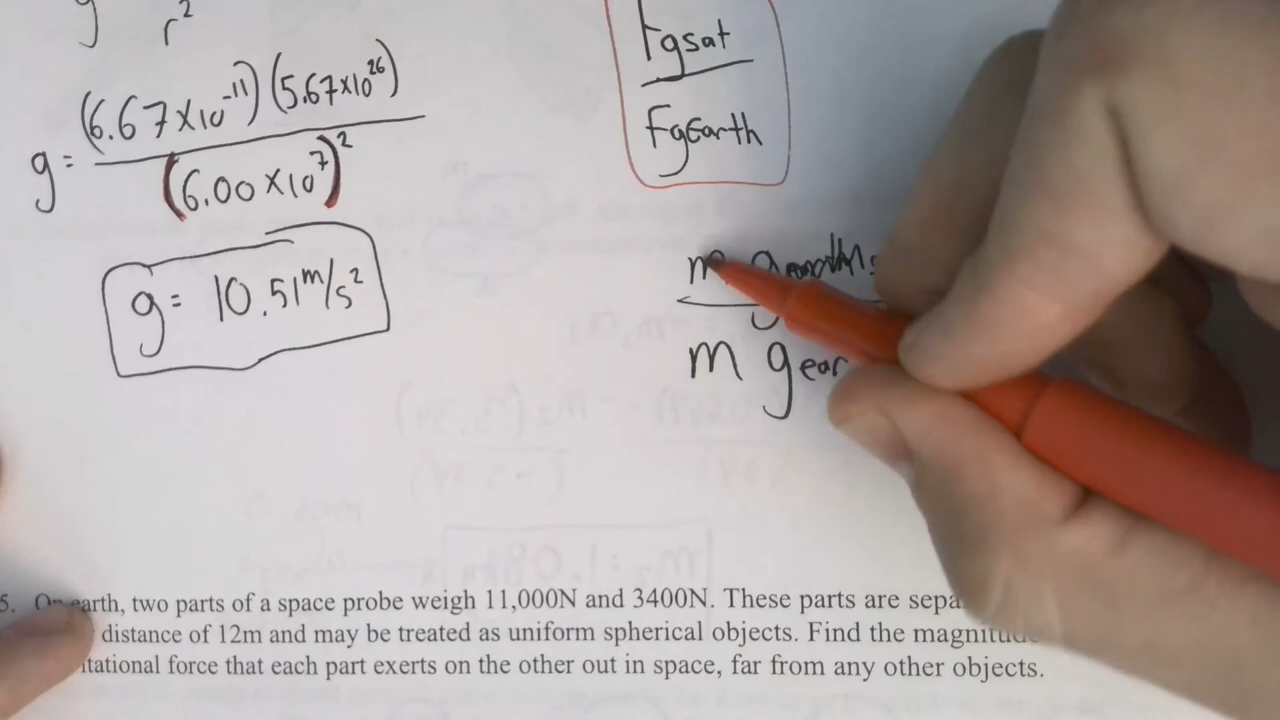 g r²
g = (6.67×10⁻¹¹)(5.67×10²⁶)
(6.00×10⁷)²
g = 10.51 m/s²
Fgsat
FgEarth
m g
m gear
5. On earth, two parts of a space probe weigh 11,000N and 3400N. These parts are sepa
distance of 12m and may be treated as uniform spherical objects. Find the magnitude
itational force that each part exerts on the other out in space, far from any other objects.